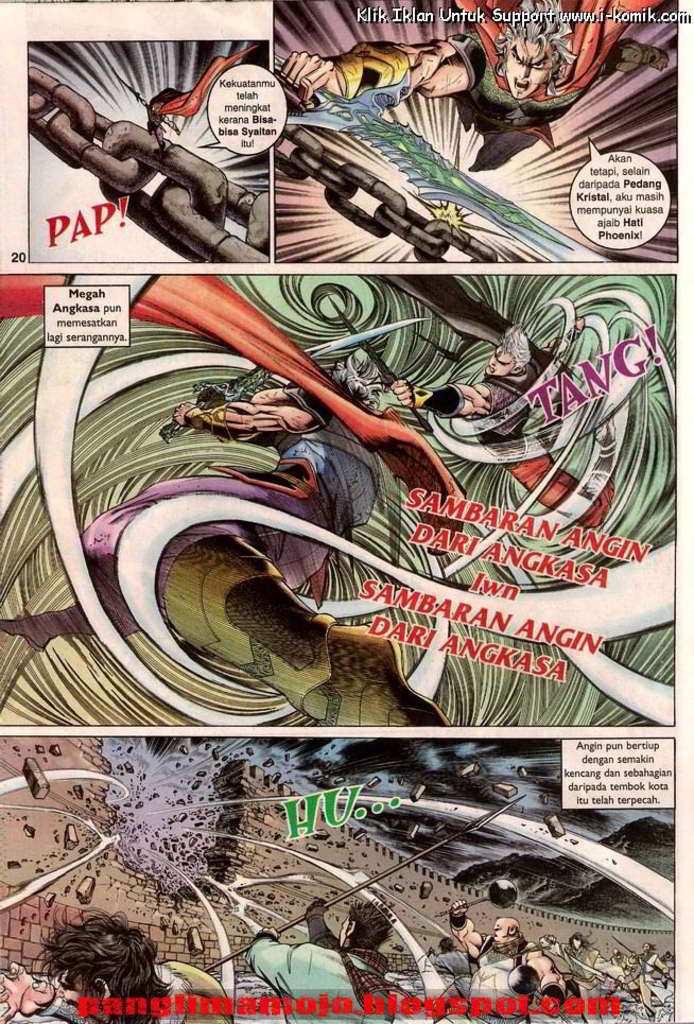 Klik Iklan Untuk Support www.i-komik.com
Kekuatanmu
telah
meningkat
kerana Bisa-
bisa Syaitan
itu!
PAP!
20
Akan
tetapi, selain
daripada Pedang
Kristal, aku masih
mempunyai kuasa
ajaib Hati
Phoenix!
Megah
Angkasa pun
memesatkan
lagi serangannya.
TANG!
SAMBARAN ANGIN
DARI ANGKASA
lwn
SAMBARAN ANGIN
DARI ANGKASA
HU...
Angin pun bertiup
dengan semakin
kencang dan sebahagian
daripada tembok kota
itu telah terpecah.
panglimamojo.blogspot.com